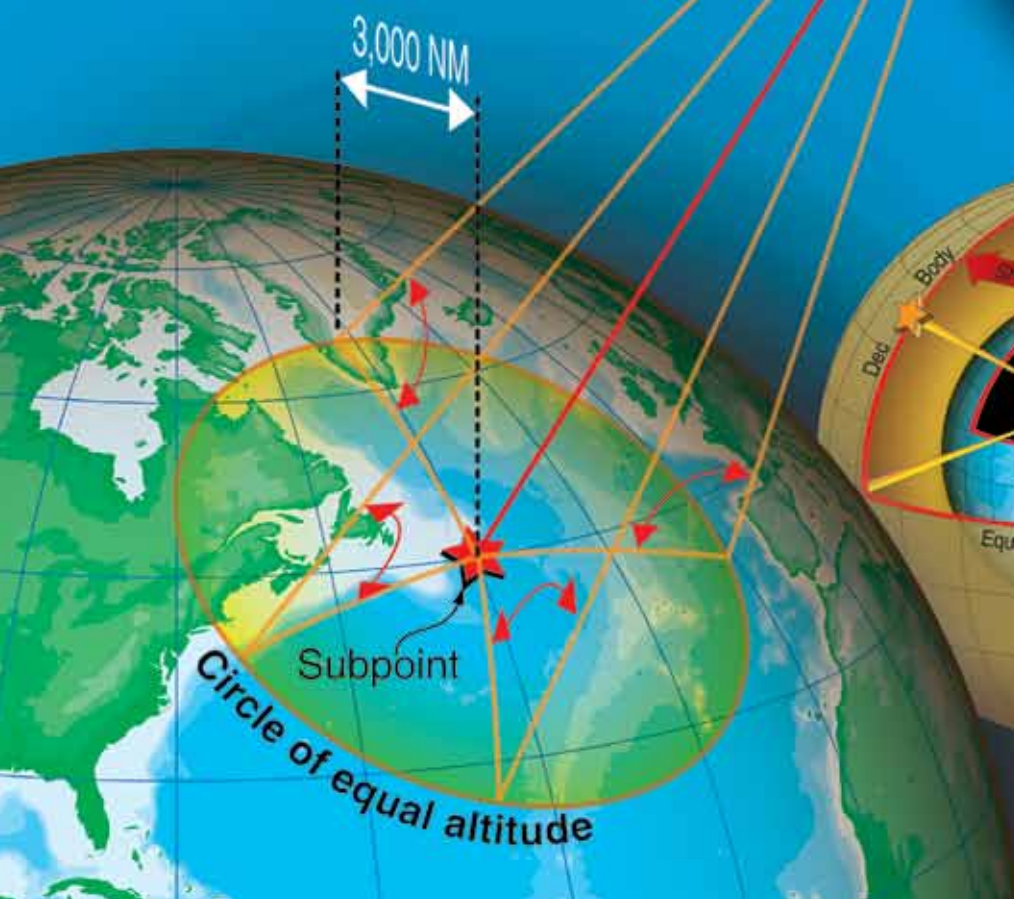 3,000 NM
Body
Dec
Subpoint
Circle of equal altitude